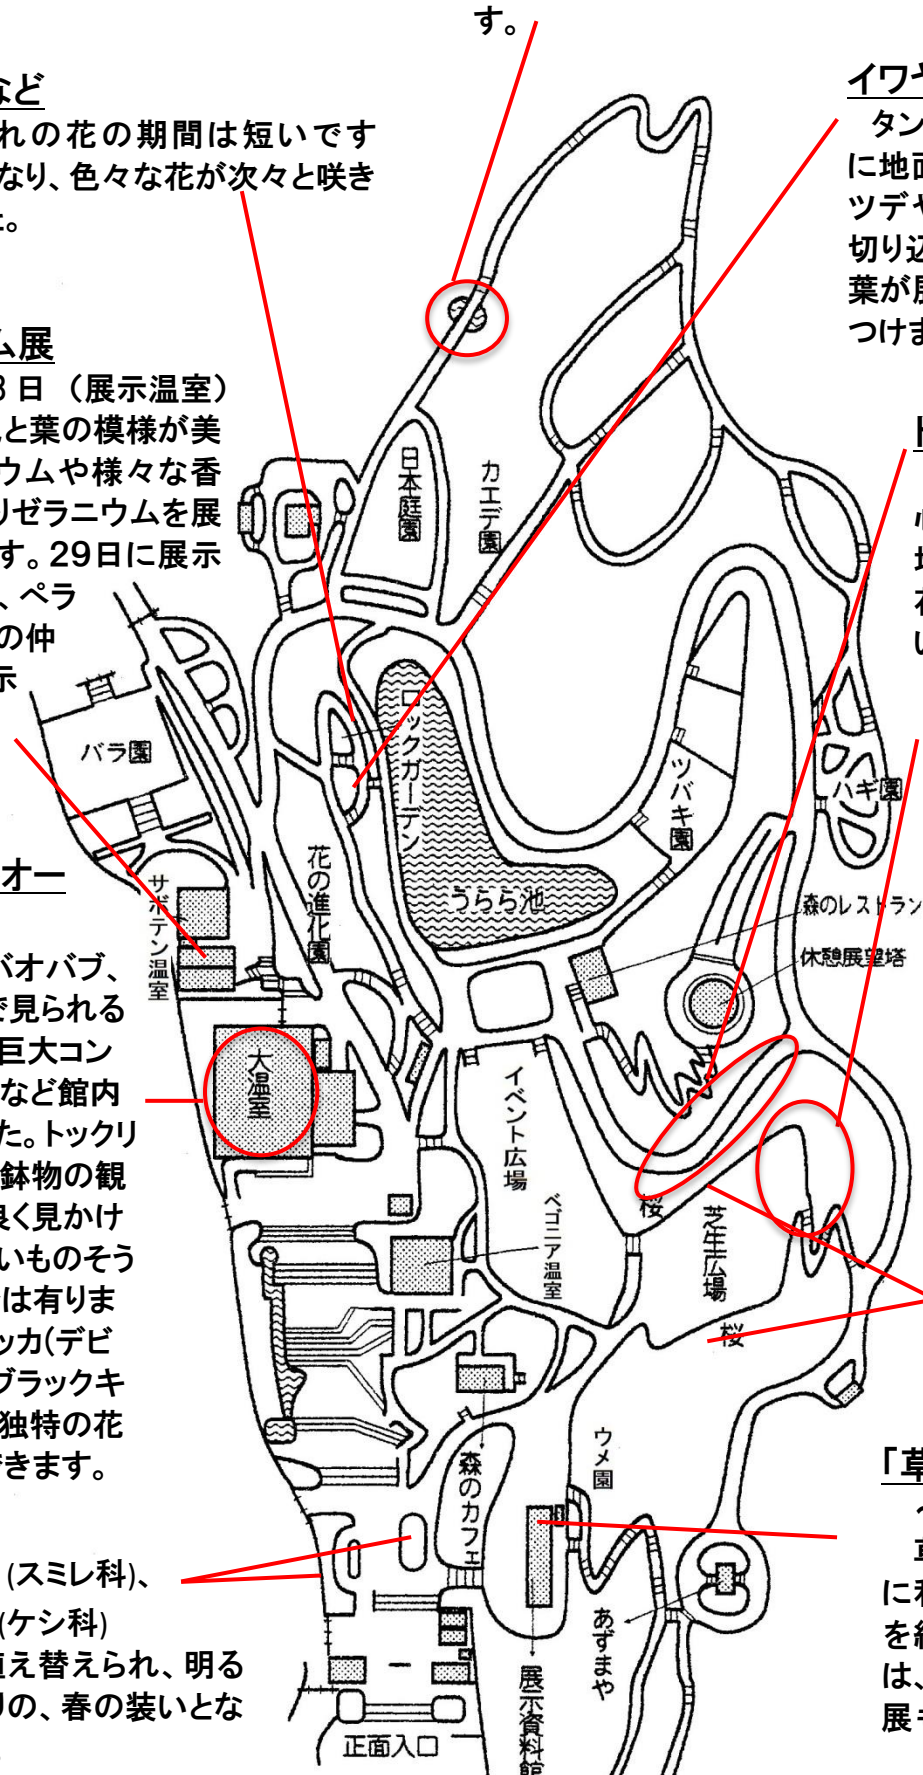 す。
など
れの花の期間は短いです
なり、色々な花が次々と咲き
た。
ム展
3日 （展示温室）
と葉の模様が美
ウムや様々な香
りゼラニウムを展
す。29日に展示
、ペラ
の仲
示
オー
バオバブ、
で見られる
巨大コン
など館内
た。トックリ
鉢物の観
良く見かけ
いものそう
は有りま
ッカ(デビ
ブラックキ
独特の花
できます。
(スミレ科)、
(ケシ科)
植え替えられ、明る
りの、春の装いとな
イワヤ
タン
に地面
ツデや
切り込
葉が展
つけま
「草
に利
を緑
は、
展
日本庭園
カエデ園
ロックガーデン
バラ園
ツバキ園
ハギ園
サボテン温室
花の進化園
うらら池
森のレストラン
休憩展望塔
大温室
イベント広場
ベゴニア温室
桜
芝生広場
桜
ウメ園
森のカフェ
あずまや
展示資料館
正面入口